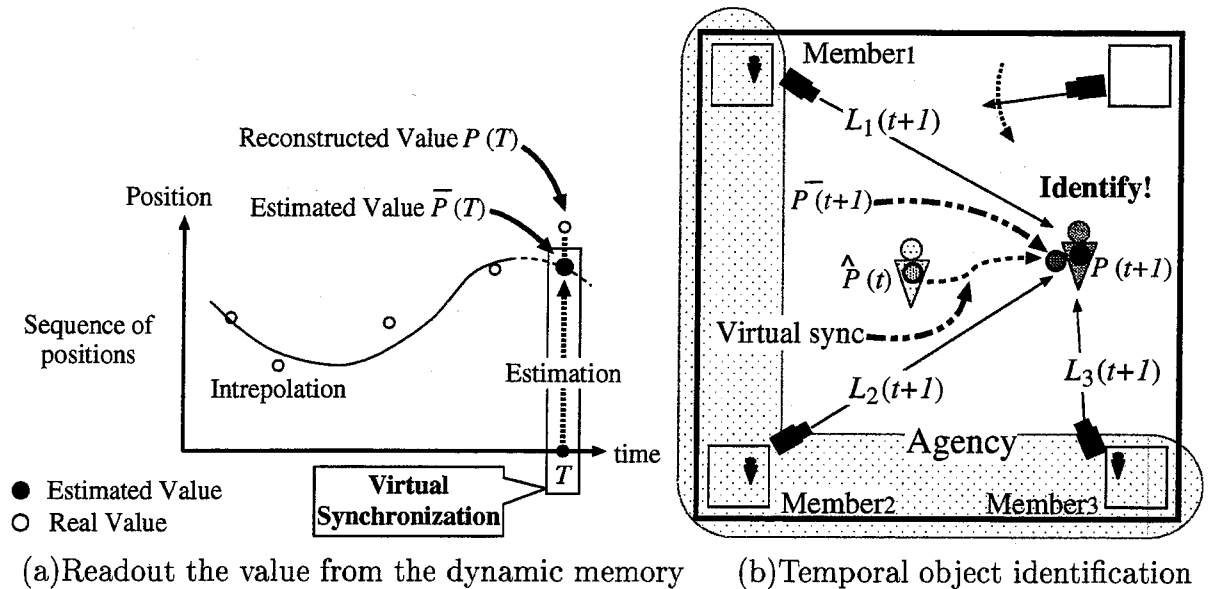 Reconstructed Value P (T)
Position
Estimated Value P̅ (T)
Sequence of
positions
Intrepolation
Estimation
time
T
Virtual
Synchronization
● Estimated Value
○ Real Value
(a)Readout the value from the dynamic memory
Member1
L1(t+1)
Identify!
P̅(t+1)
P̂(t)
P(t+1)
Virtual sync
L2(t+1)
L3(t+1)
Agency
Member2
Member3
(b)Temporal object identification